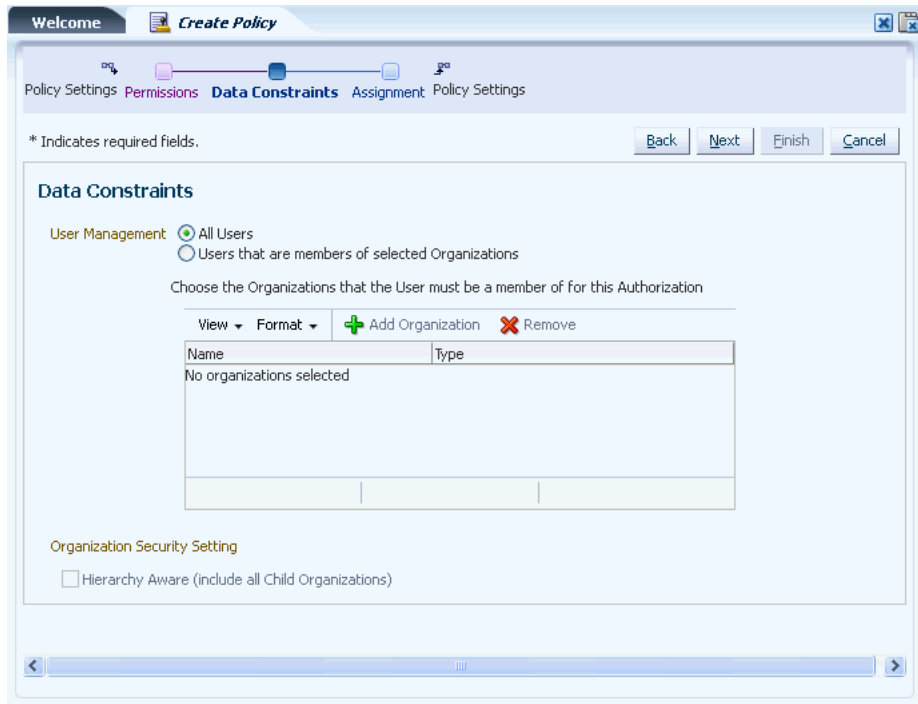 Welcome Create Policy
Policy Settings Permissions Data Constraints Assignment Policy Settings
* Indicates required fields. Back Next Finish Cancel
Data Constraints
User Management All Users
Users that are members of selected Organizations
Choose the Organizations that the User must be a member of for this Authorization
View Format Add Organization Remove
Name Type
No organizations selected
Organization Security Setting
Hierarchy Aware (include all Child Organizations)